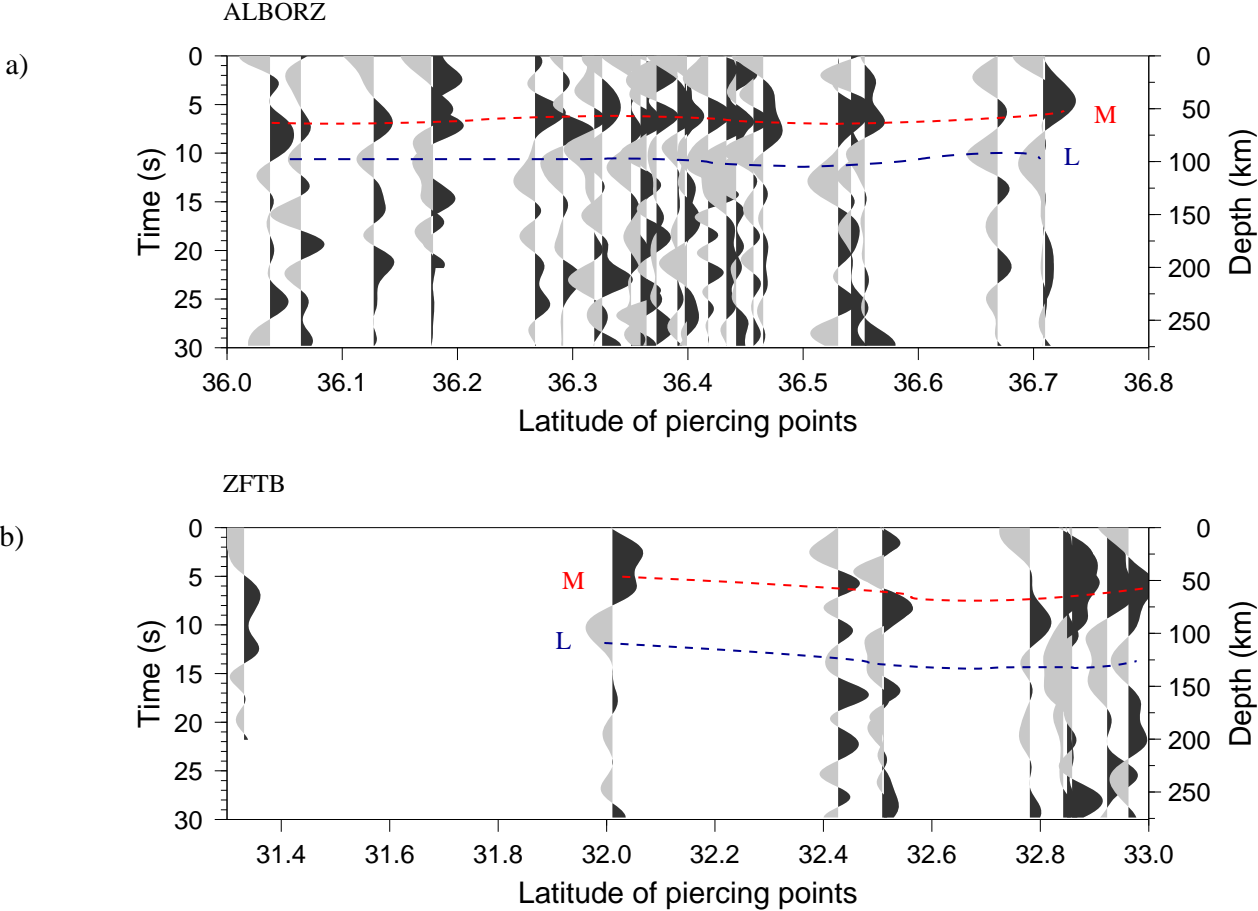 ALBORZ
a)
0 0
5 50
M
10 100
L
15 150
20 200
25 250
30
Time (s)
Depth (km)
36.0 36.1 36.2 36.3 36.4 36.5 36.6 36.7 36.8
Latitude of piercing points
ZFTB
b)
0 0
5 50
M
10 100
L
15 150
20 200
25 250
30
Time (s)
Depth (km)
31.4 31.6 31.8 32.0 32.2 32.4 32.6 32.8 33.0
Latitude of piercing points